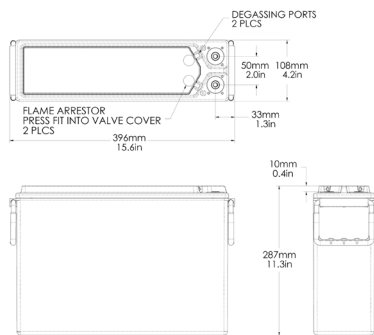 DEGASSING PORTS
2 PLCS
50mm
2.0in
108mm
4.2in
FLAME ARRESTOR
PRESS FIT INTO VALVE COVER
2 PLCS
33mm
1.3in
396mm
15.6in
10mm
0.4in
287mm
11.3in